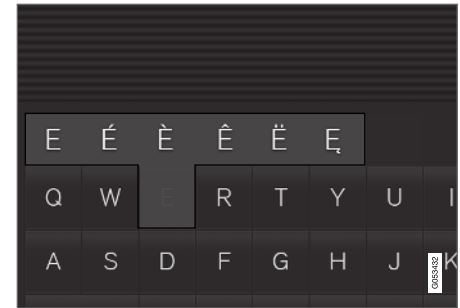 E É È Ê Ë Ę
Q W E R T Y U I
A S D F G H J K
G053432